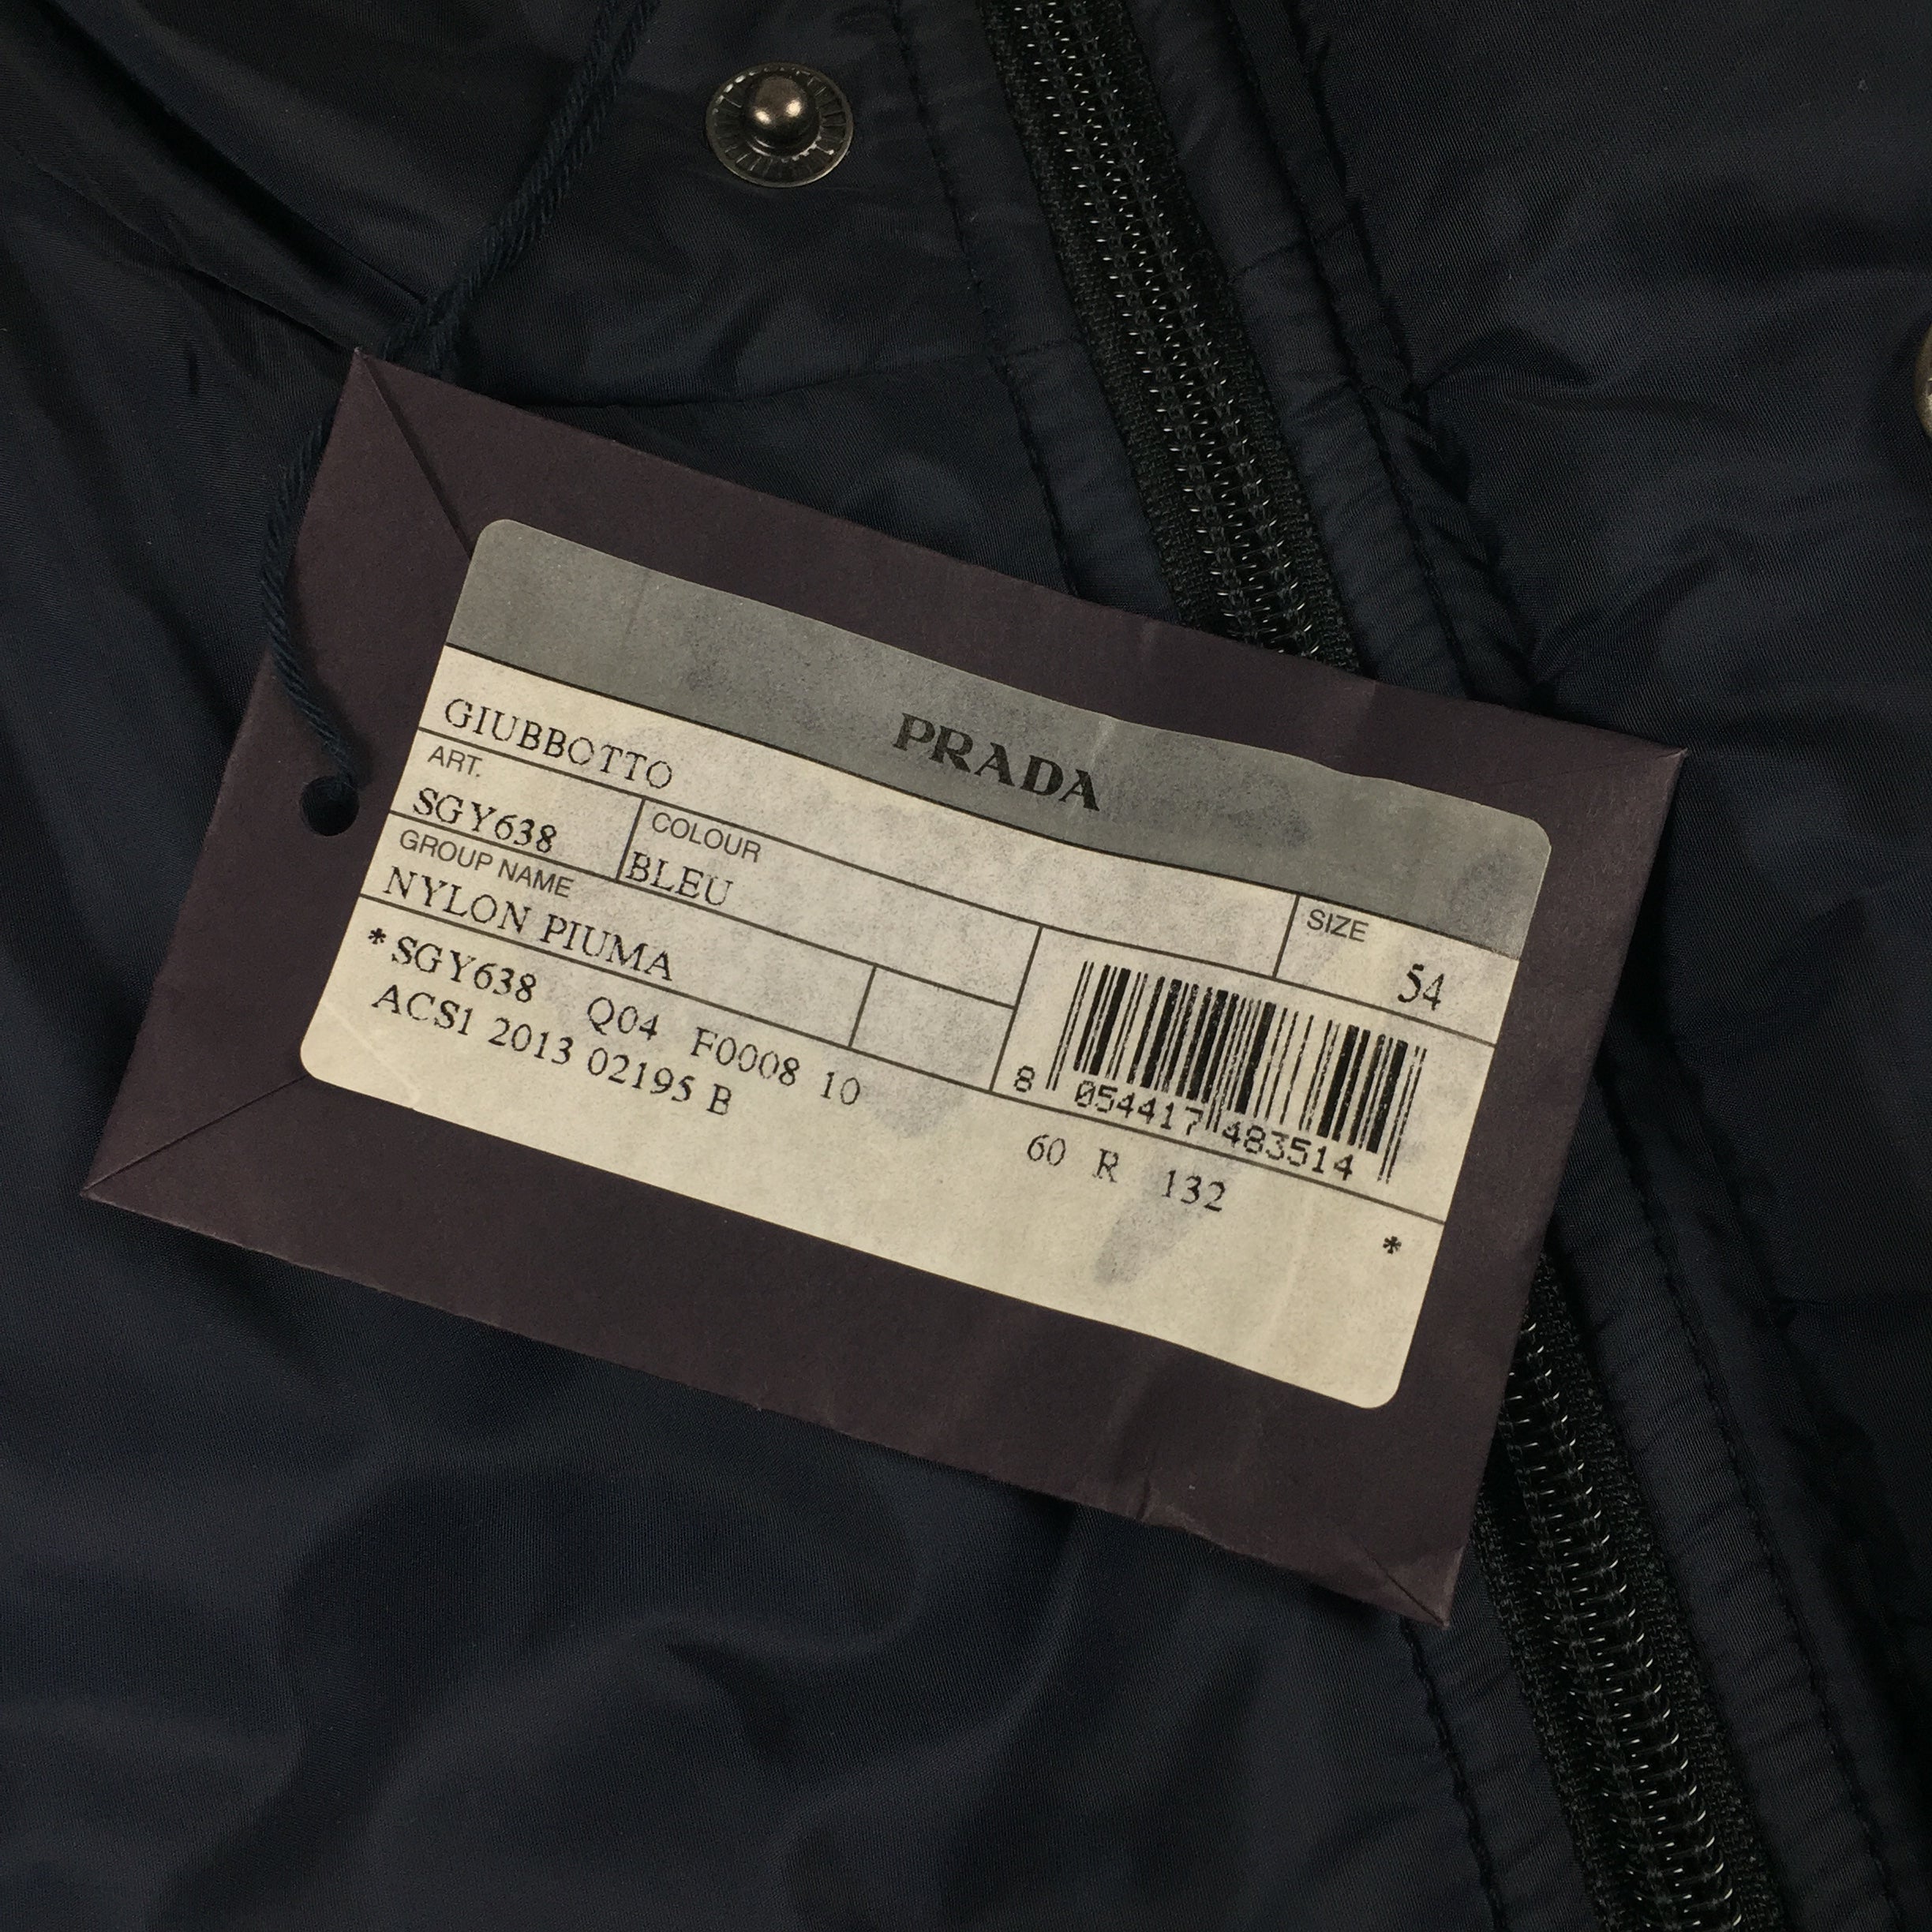 PRADA
GIUBBOTTO
ART.
SGY638
COLOUR
BLEU
SIZE
54
GROUP NAME
NYLON PIUMA
8 054417 483514
*SGY638 Q04 F0008 10
60 R 132
ACS1 2013 02195 B
*